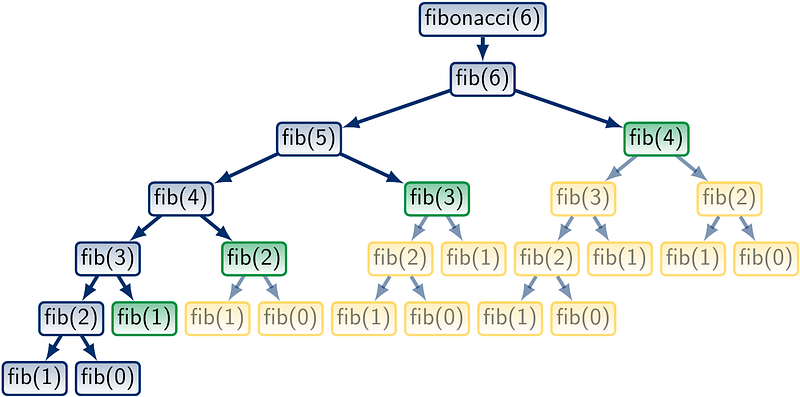 fibonacci(6)
fib(6)
fib(5) fib(4)
fib(4) fib(3) fib(3) fib(2)
fib(3) fib(2) fib(2) fib(1) fib(2) fib(1) fib(1) fib(0)
fib(2) fib(1) fib(1) fib(0) fib(1) fib(0) fib(1) fib(0)
fib(1) fib(0)